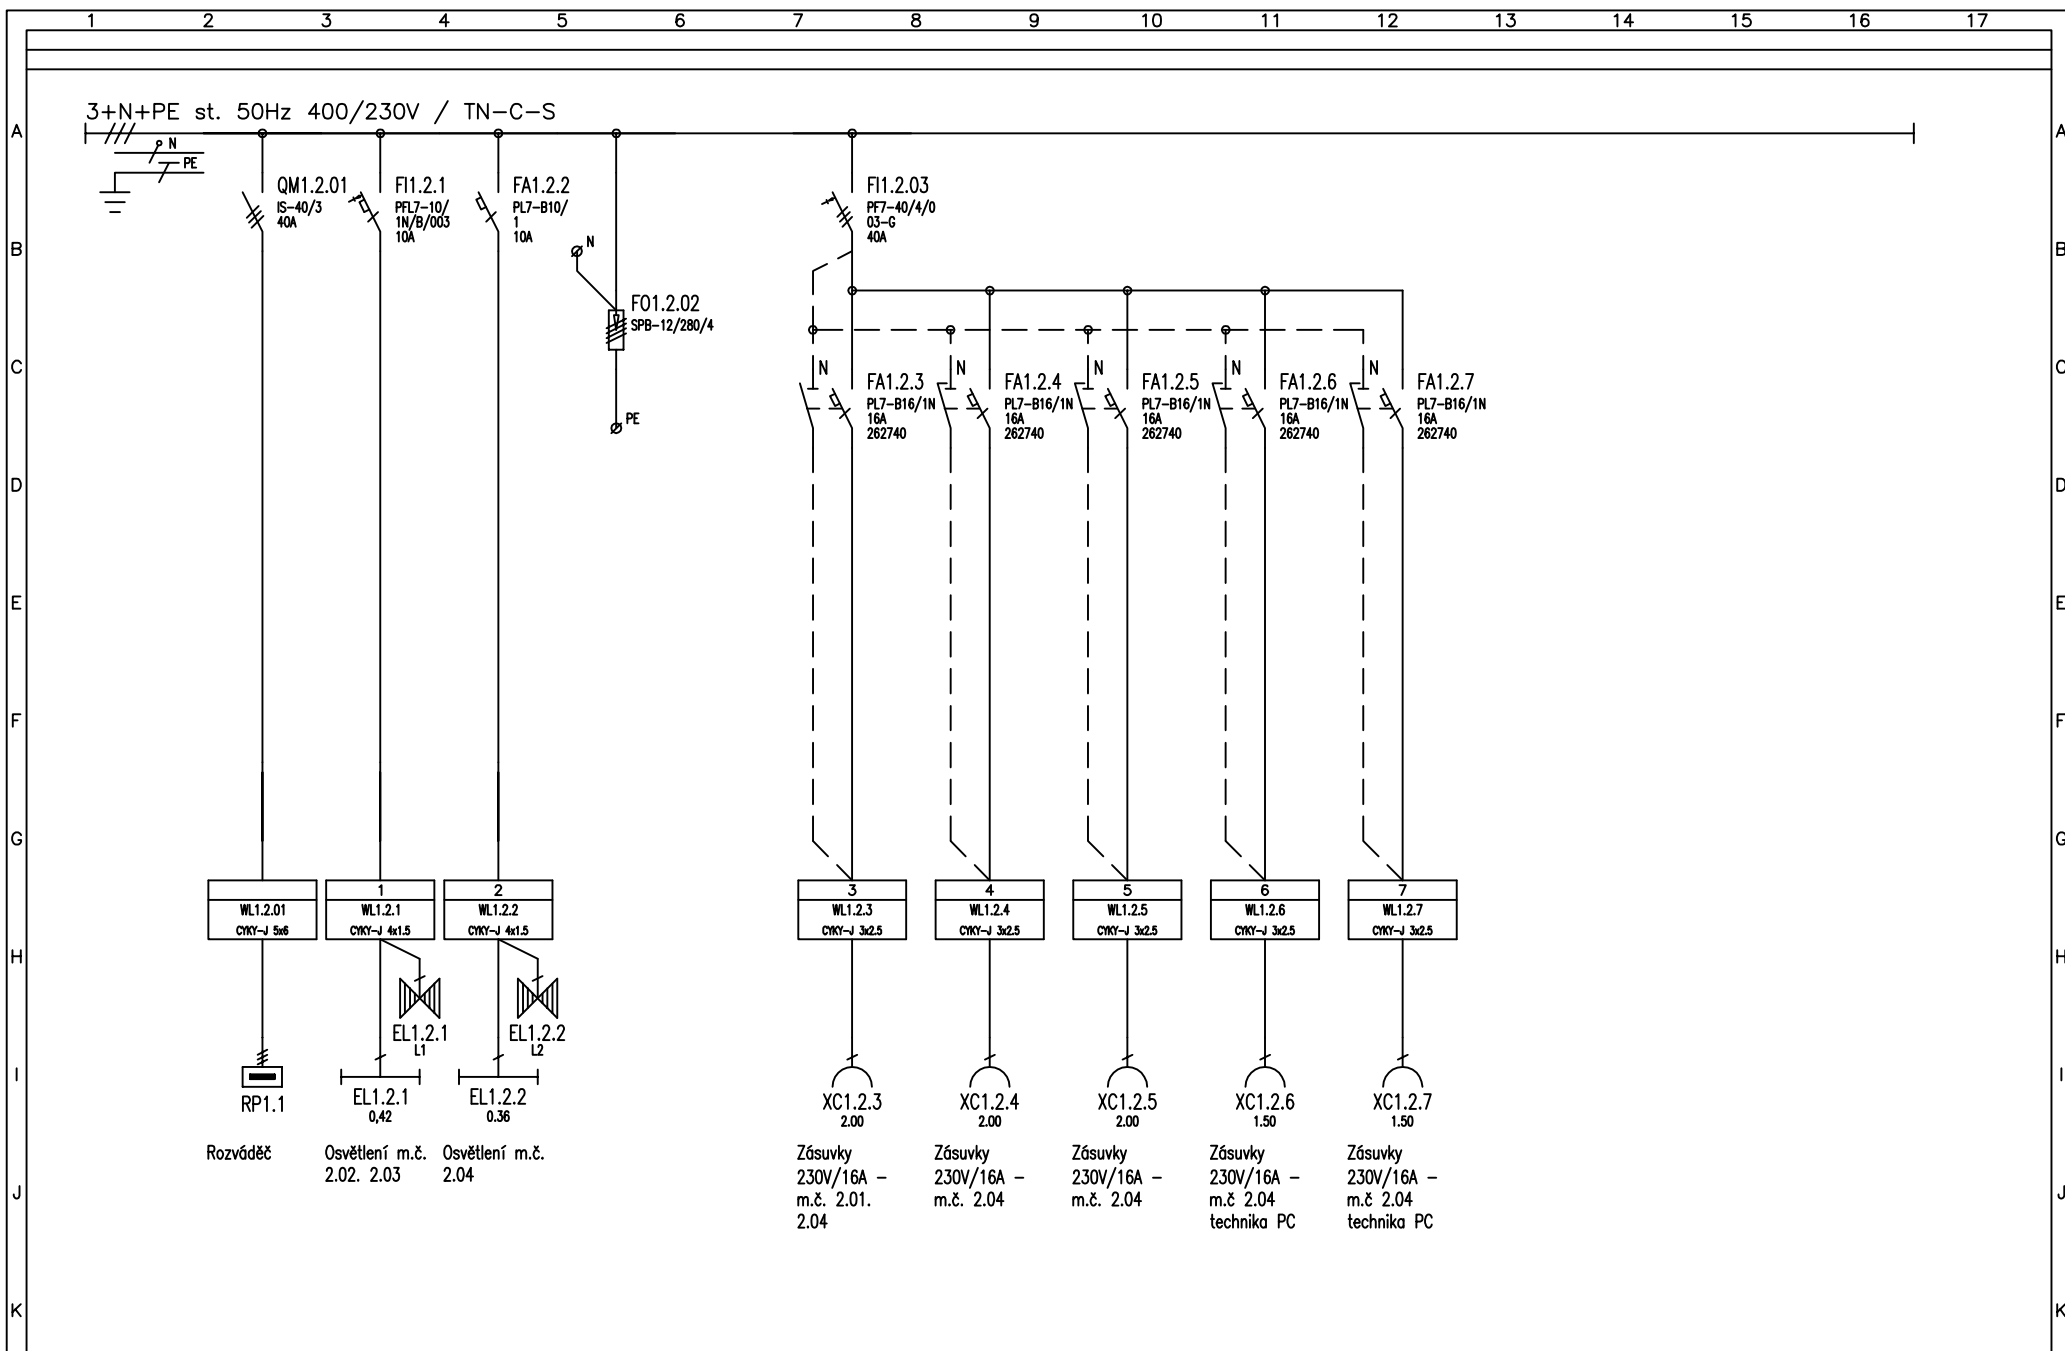 1 2 3 4 5 6 7 8 9 10 11 12 13 14 15 16 17
3+N+PE st. 50Hz 400/230V / TN-C-S
A A
N
PE
QM1.2.01
IS-40/3
40A
FI1.2.1
PFL7-10/
1N/B/003
10A
FA1.2.2
PL7-B10/
1
10A
FI1.2.03
PF7-40/4/0
03-G
40A
B B
N
FO1.2.02
SPB-12/280/4
PE
C C
N
FA1.2.3
PL7-B16/1N
16A
262740
N
FA1.2.4
PL7-B16/1N
16A
262740
N
FA1.2.5
PL7-B16/1N
16A
262740
N
FA1.2.6
PL7-B16/1N
16A
262740
N
FA1.2.7
PL7-B16/1N
16A
262740
D D
E E
F F
G G
WL1.2.01
CYKY-J 5x6
1
WL1.2.1
CYKY-J 4x1.5
2
WL1.2.2
CYKY-J 4x1.5
3
WL1.2.3
CYKY-J 3x2.5
4
WL1.2.4
CYKY-J 3x2.5
5
WL1.2.5
CYKY-J 3x2.5
6
WL1.2.6
CYKY-J 3x2.5
7
WL1.2.7
CYKY-J 3x2.5
H H
EL1.2.1
L1
EL1.2.2
L2
I I
RP1.1
EL1.2.1
0,42
EL1.2.2
0.36
XC1.2.3
2.00
XC1.2.4
2.00
XC1.2.5
2.00
XC1.2.6
1.50
XC1.2.7
1.50
Rozváděč
Osvětlení m.č.
2.02. 2.03
Osvětlení m.č.
2.04
Zásuvky
230V/16A -
m.č. 2.01.
2.04
Zásuvky
230V/16A -
m.č. 2.04
Zásuvky
230V/16A -
m.č. 2.04
Zásuvky
230V/16A -
m.č 2.04
technika PC
Zásuvky
230V/16A -
m.č 2.04
technika PC
J J
K K